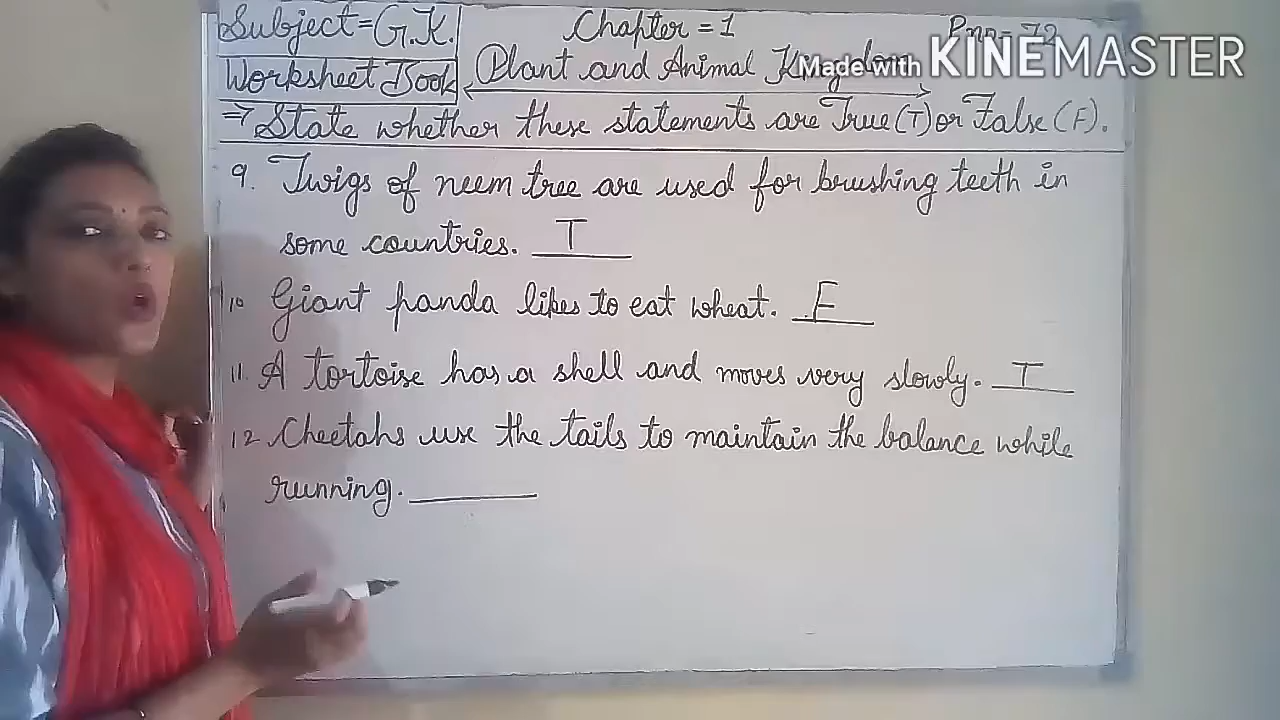 Subject=G.K. Chapter = 1
Worksheet Book Plant and Animal Kingdom
Made with KINEMASTER
⇒ State whether these statements are True (T) or False (F).
9. Twigs of neem tree are used for brushing teeth in
some countries. T
10 Giant panda likes to eat wheat. F
11. A tortoise has a shell and moves very slowly. T
12 Cheetahs use the tails to maintain the balance while
running.